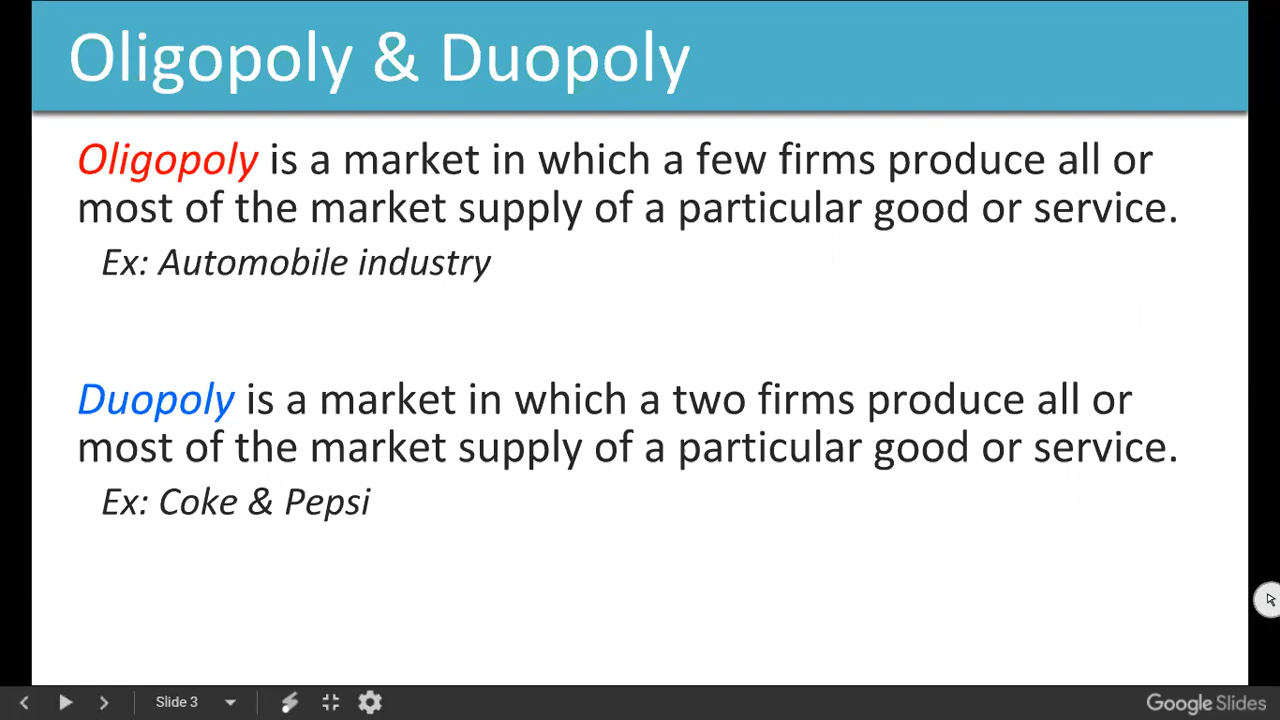 Oligopoly & Duopoly
Oligopoly is a market in which a few firms produce all or
most of the market supply of a particular good or service.
Ex: Automobile industry
Duopoly is a market in which a two firms produce all or
most of the market supply of a particular good or service.
Ex: Coke & Pepsi
Slide 3
Google Slides